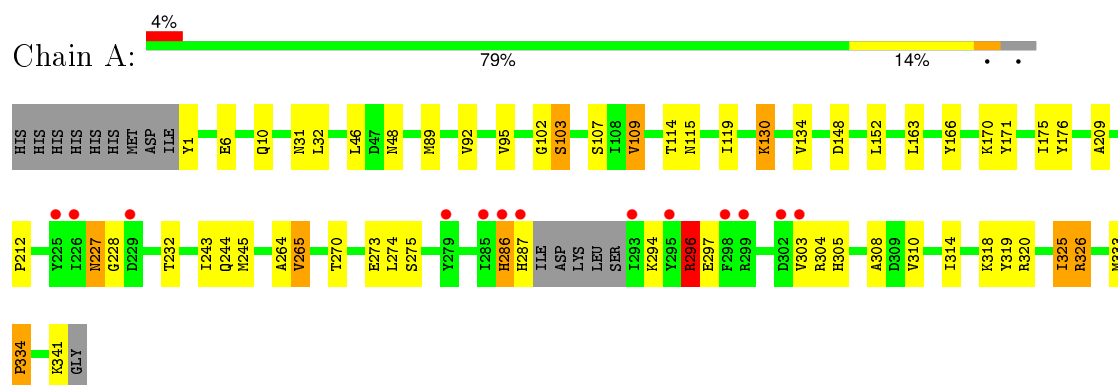 4%
Chain A:
79% 14% • •
HIS HIS HIS HIS HIS HIS MET ASP ILE Y1 E6 Q10 N31 L32 L46 D47 N48 M89 V92 V95 G102 S103 S107 I108 V109 T114 N115 I119 K130 V134 D148 L152 L163 Y166 K170 Y171 I175 Y176 A209
P212 Y225 I226 N227 G228 D229 T232 I243 Q244 M245 A264 V265 T270 E273 L274 S275 Y279 I285 H286 H287 ILE ASP LYS LEU SER I293 K294 Y295 R296 E297 F298 R299 D302 V303 R304 H305 A308 D309 V310 I314 K318 Y319 R320 I325 R326 M333
P334 K341 GLY